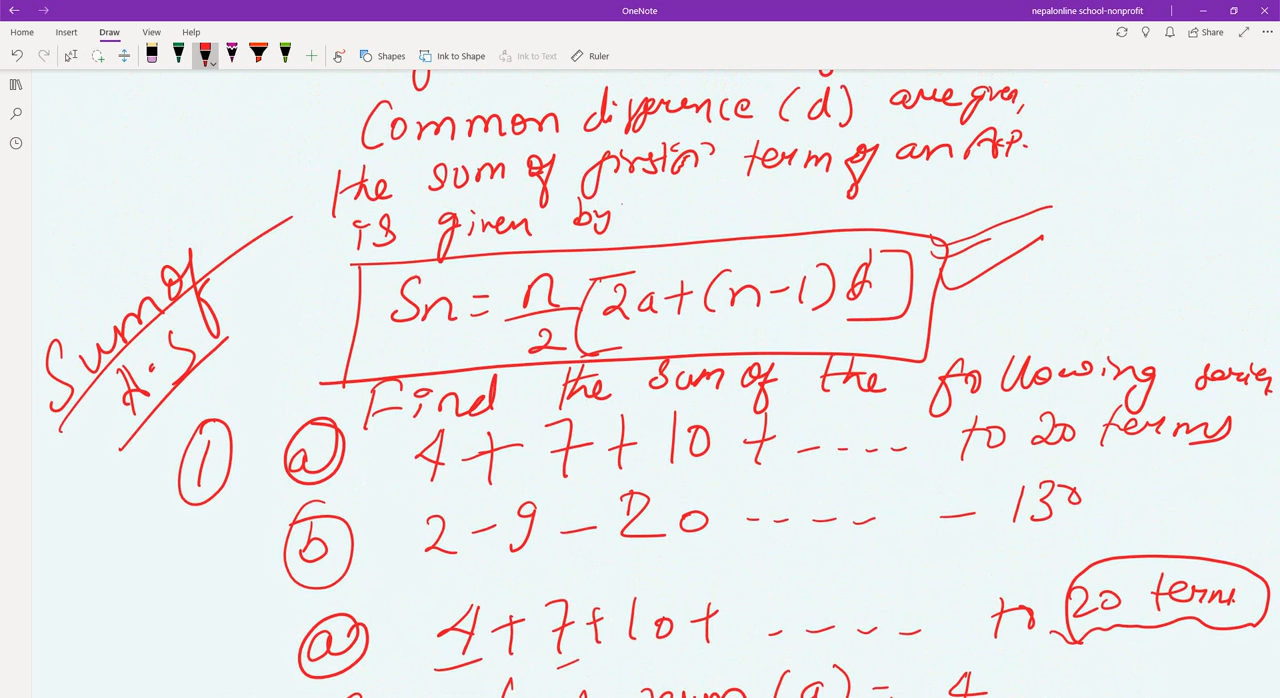 OneNote
nepalonline school-nonprofit
Home Insert Draw View Help
Share
Shapes Ink to Shape Ink to Text Ruler
Common difference (d) are given,
the sum of first 'n' term of an A.P.
is given by
Sn = n/2 [2a+(n-1)d]
Sum of
A.S
Find the sum of the following series
1 a 4 + 7 + 10 + ---- to 20 terms
b 2 - 9 - 20 ---- - 130
a 4 + 7 + 10 + ---- to 20 terms
(a) = 4